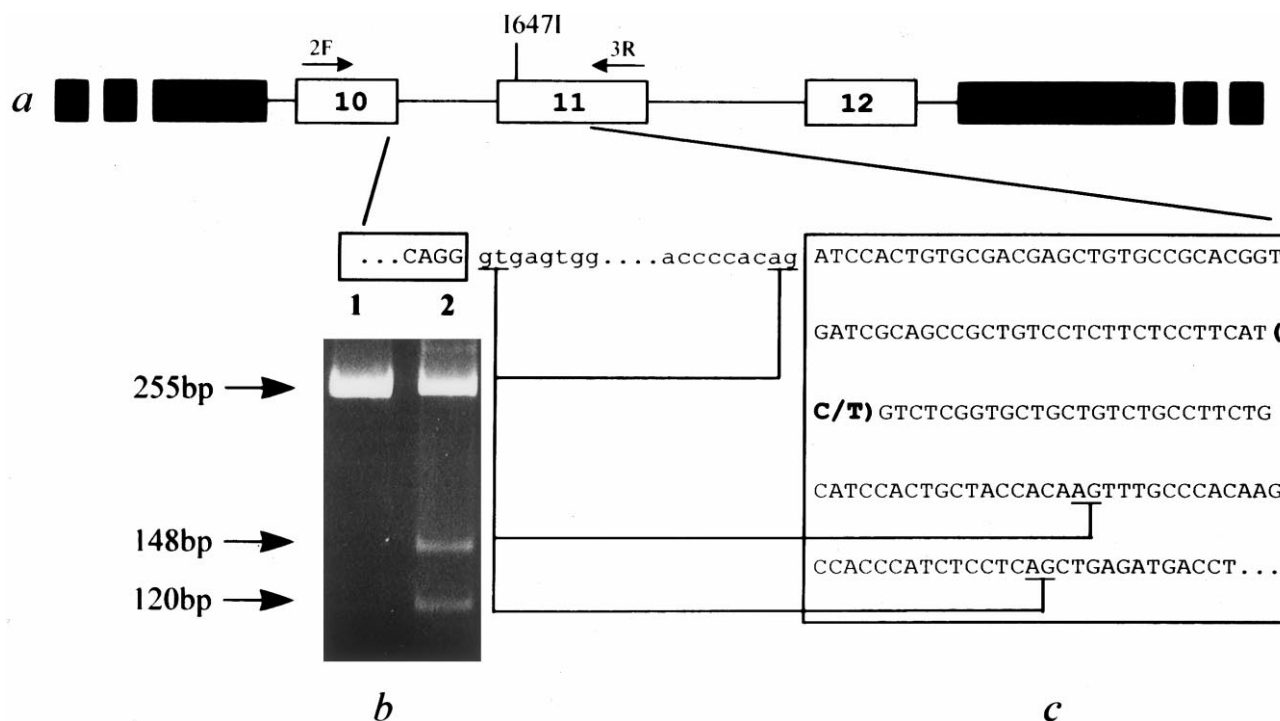 I647I
2F 3R
a 10 11 12
...CAGG gtgagtgg....accccacag ATCCACTGTGCGACGAGCTGTGCCGCACGGT
1 2
GATCGCAGCCGCTGTCCTCTTCTCCTTCAT(
255bp
C/T) GTCTCGGTGCTGCTGTCTGCCTTCTG
CATCCACTGCTACCACAAGTTTGCCCACAAG
148bp
CCACCCATCTCCTCAGCTGAGATGACCT...
120bp
b c